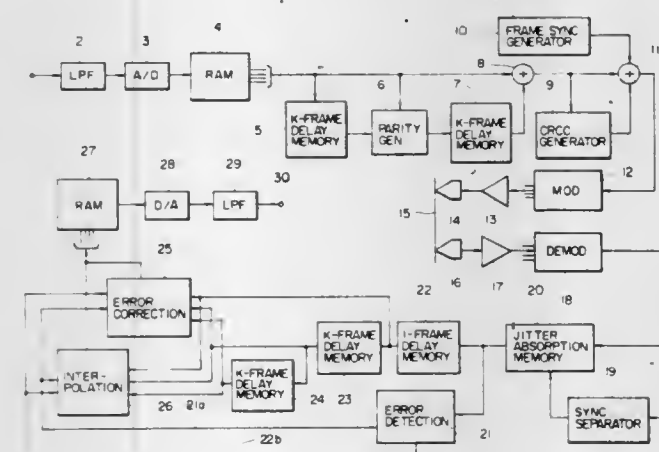 10
FRAME SYNC
GENERATOR
11
2
3
4
LPF
A/D
RAM
8
5
6
7
9
K-FRAME
DELAY
MEMORY
PARITY
GEN
K-FRAME
DELAY
MEMORY
CRCC
GENERATOR
27
28
29
30
12
RAM
D/A
LPF
15
14
13
MOD
25
22
16
17
20
18
DEMOD
ERROR
CORRECTION
K-FRAME
DELAY
MEMORY
1-FRAME
DELAY
MEMORY
JITTER
ABSORPTION
MEMORY
19
INTER-
POLATION
K-FRAME
DELAY
MEMORY
24
23
26
21a
ERROR
DETECTION
21
SYNC
SEPARATOR
22b